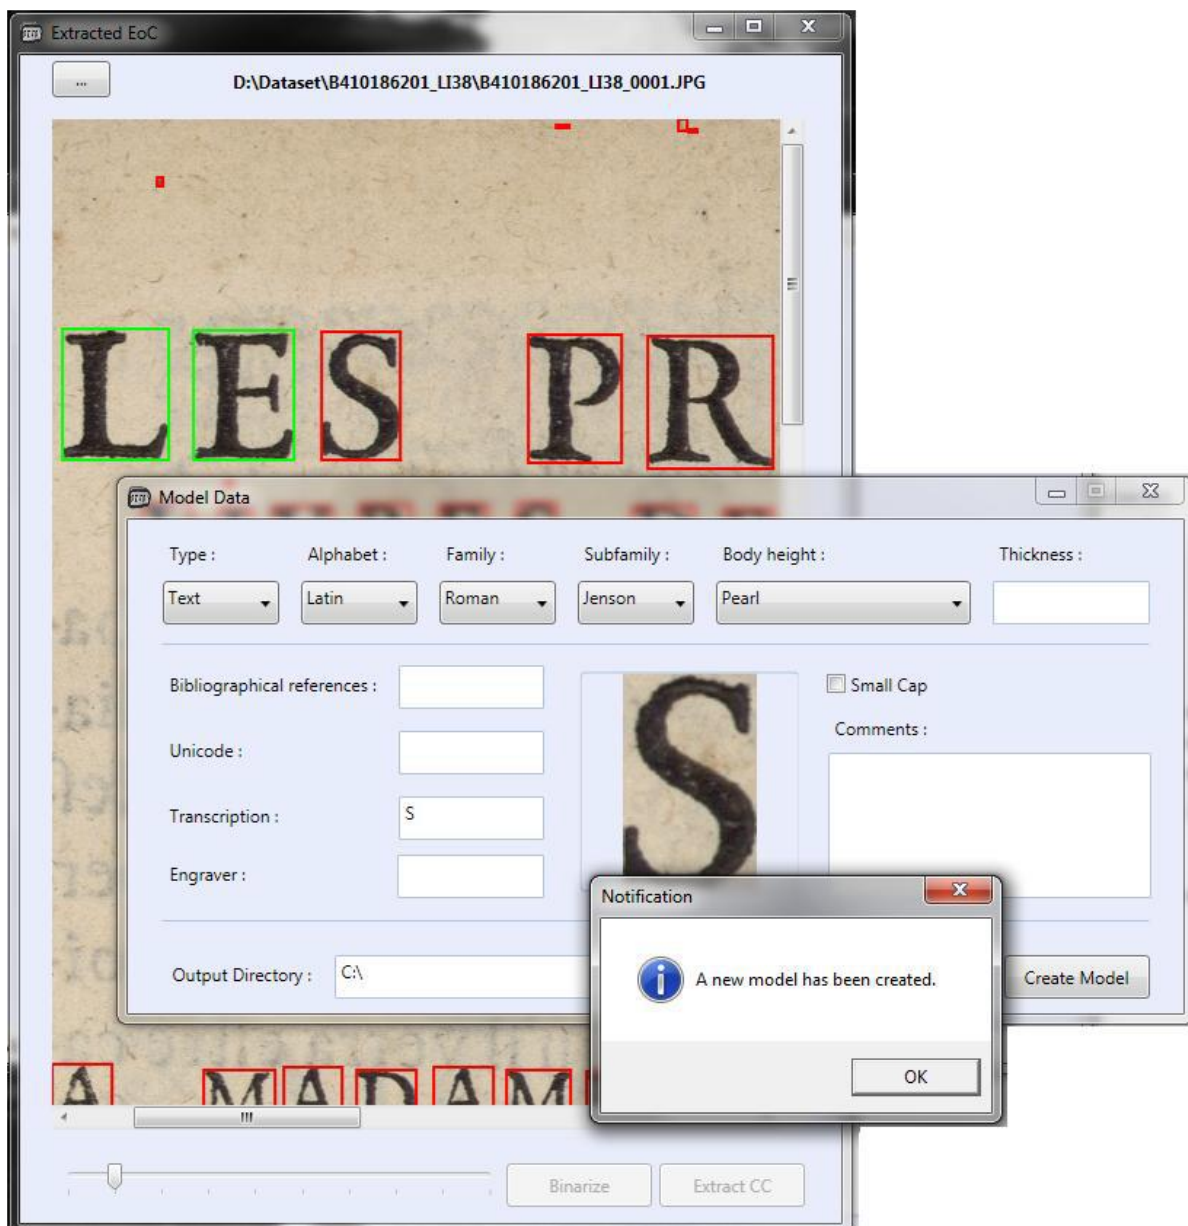 Extracted EoC
...
D:\Dataset\B410186201_LI38\B410186201_LI38_0001.JPG
LES PR
Model Data
Type :
Alphabet :
Family :
Subfamily :
Body height :
Thickness :
Text
Latin
Roman
Jenson
Pearl
Bibliographical references :
Small Cap
Unicode :
Comments :
Transcription :
S
Engraver :
S
Notification
Output Directory :
C:\
A new model has been created.
Create Model
OK
A MADAM
Binarize
Extract CC